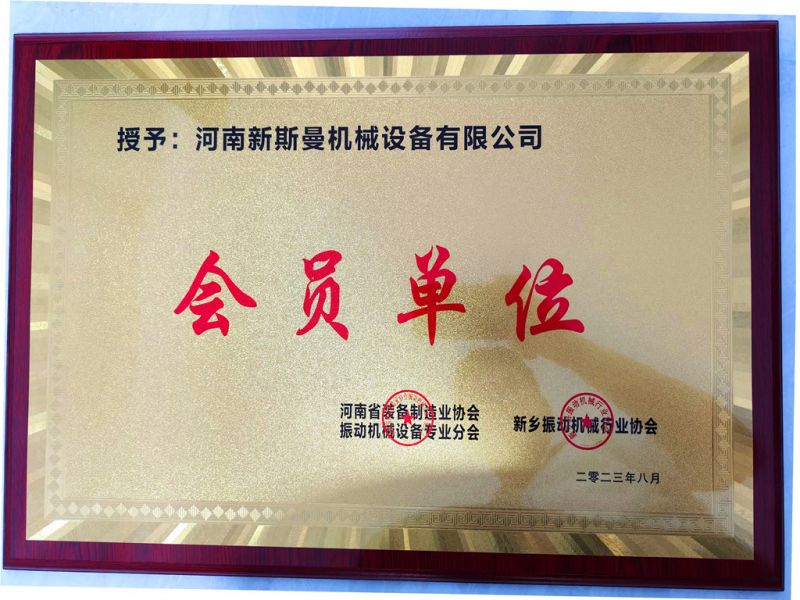 授予：河南新斯曼机械设备有限公司
会员单位
河南省装备制造业协会
振动机械设备专业分会
新乡振动机械行业协会
二零二三年八月